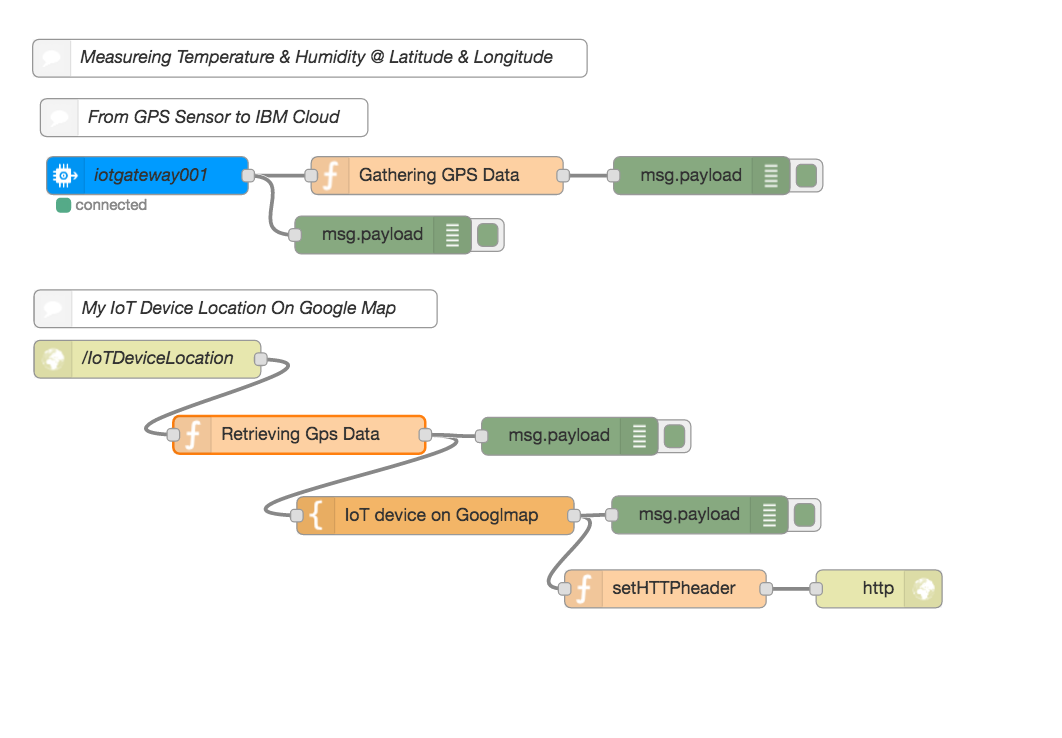 Measureing Temperature & Humidity @ Latitude & Longitude
From GPS Sensor to IBM Cloud
iotgateway001
Gathering GPS Data
msg.payload
connected
msg.payload
My IoT Device Location On Google Map
/IoTDeviceLocation
Retrieving Gps Data
msg.payload
IoT device on Googlmap
msg.payload
setHTTPheader
http